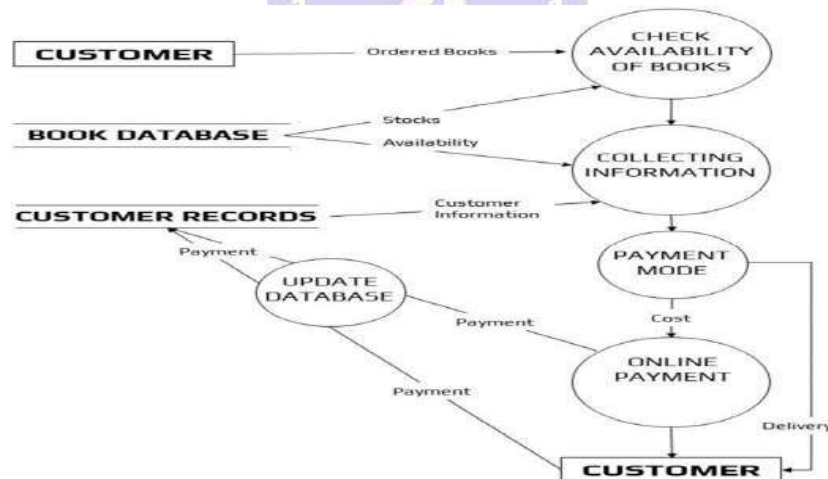 CUSTOMER
Ordered Books
CHECK
AVAILABILITY
OF BOOKS
BOOK DATABASE
Stocks
Availability
COLLECTING
INFORMATION
CUSTOMER RECORDS
Customer
Information
Payment
UPDATE
DATABASE
PAYMENT
MODE
Payment
Cost
ONLINE
PAYMENT
Payment
Delivery
CUSTOMER